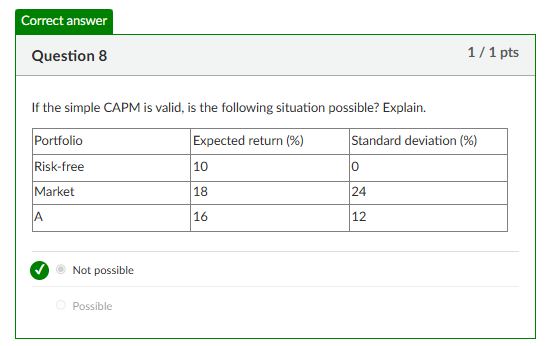 Correct answer
Question 8
1 / 1 pts
If the simple CAPM is valid, is the following situation possible? Explain.
Portfolio Expected return (%) Standard deviation (%)
Risk-free 10 0
Market 18 24
A 16 12
Not possible
Possible